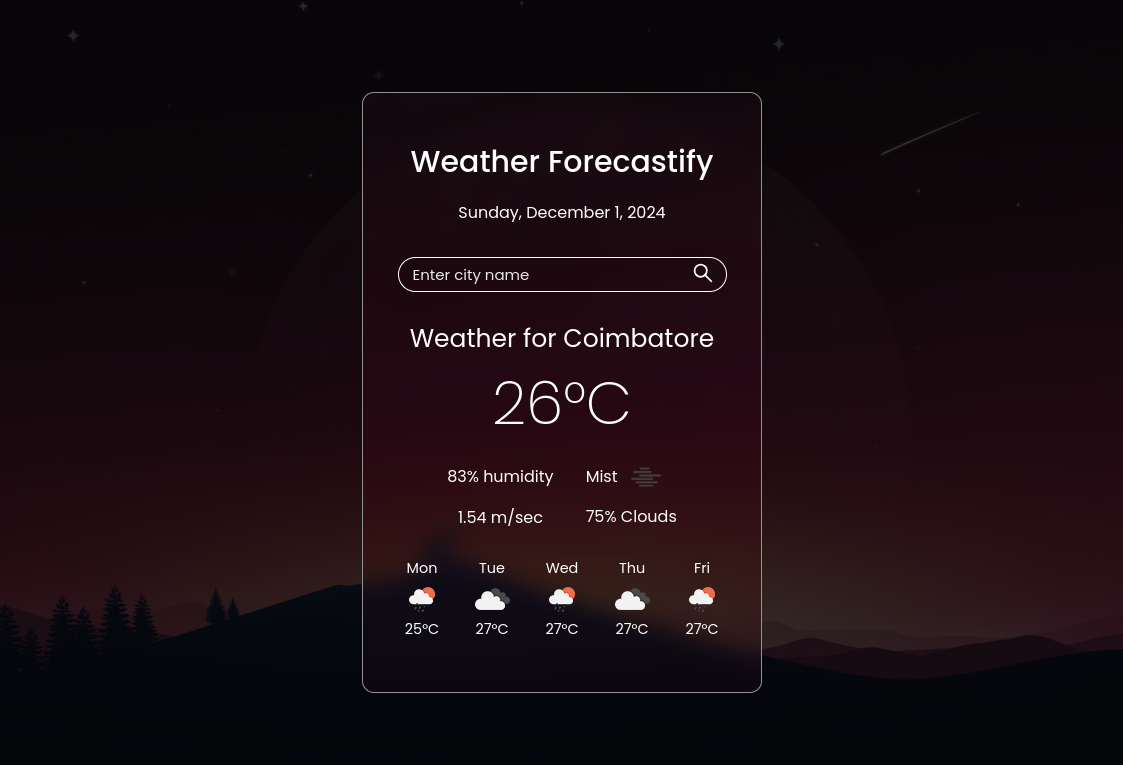 Weather Forecastify
Sunday, December 1, 2024
Enter city name
Weather for Coimbatore
26°C
83% humidity Mist
1.54 m/sec 75% Clouds
Mon Tue Wed Thu Fri
25°C 27°C 27°C 27°C 27°C